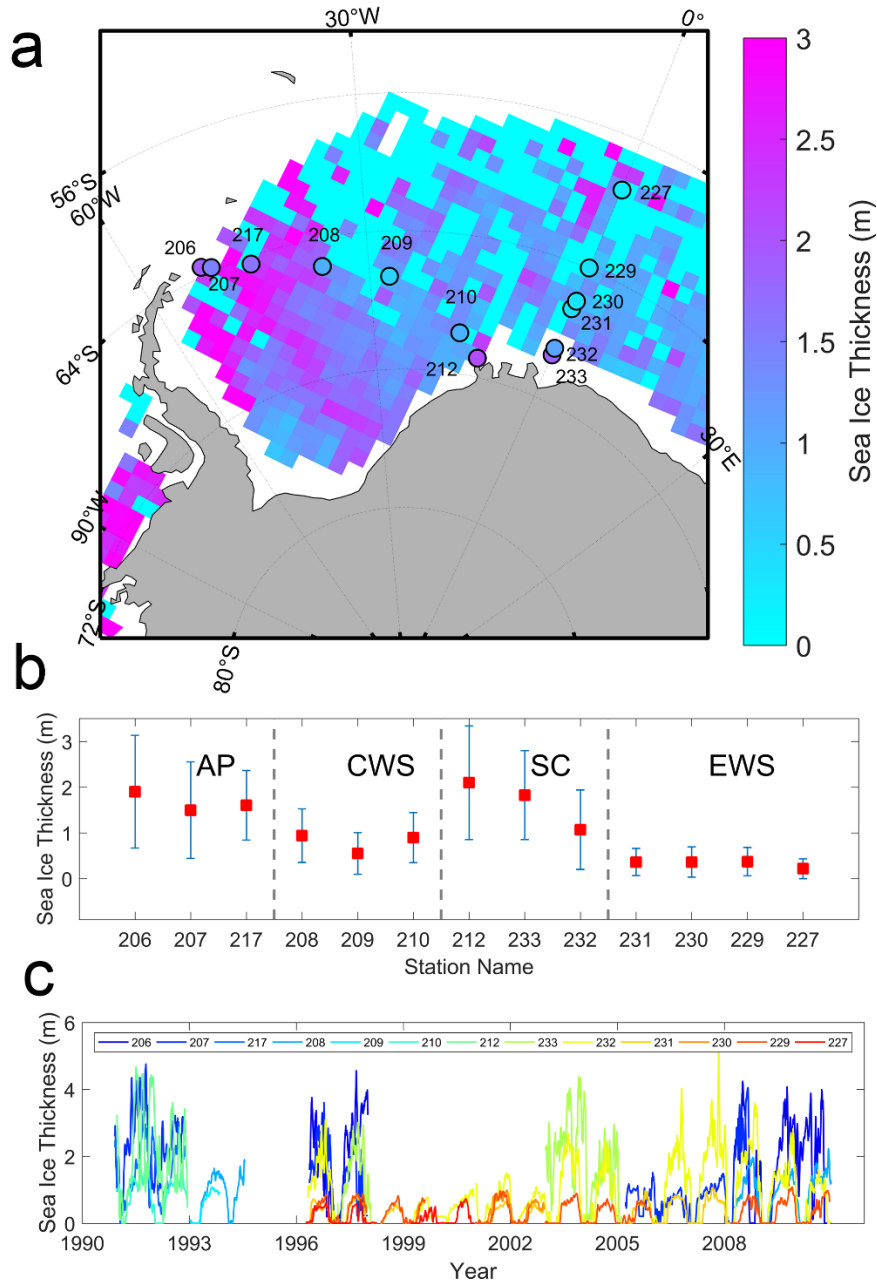 a
30°W
0°
56°S
60°W
64°S
90°W
72°S
80°S
30°E
206
207
217
208
209
210
212
227
229
230
231
232
233
3
2.5
2
1.5
1
0.5
0
Sea Ice Thickness (m)
b
Sea Ice Thickness (m)
3
2
1
0
AP CWS SC EWS
206 207 217 208 209 210 212 233 232 231 230 229 227
Station Name
c
Sea Ice Thickness (m)
6
4
2
0
206 207 217 208 209 210 212 233 232 231 230 229 227
1990 1993 1996 1999 2002 2005 2008
Year